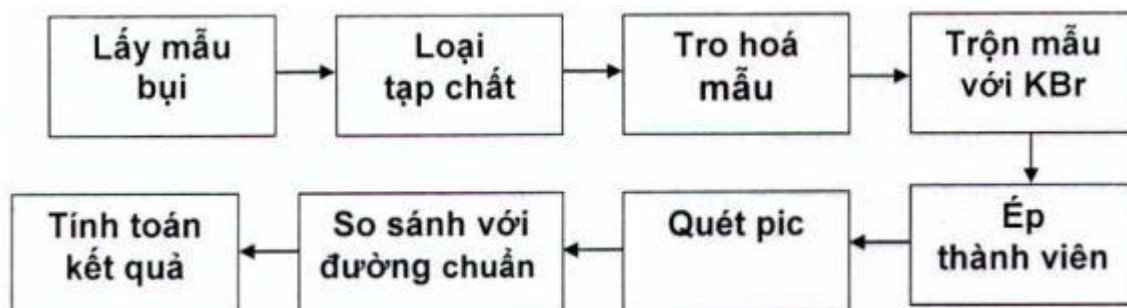 Lấy mẫu
bụi
Loại
tạp chất
Tro hoá
mẫu
Trộn mẫu
với KBr
Ép
thành viên
Quét pic
So sánh với
đường chuẩn
Tính toán
kết quả